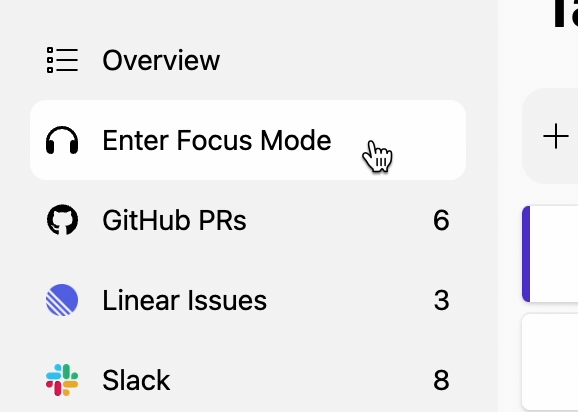 Overview
Enter Focus Mode
GitHub PRs 6
Linear Issues 3
Slack 8